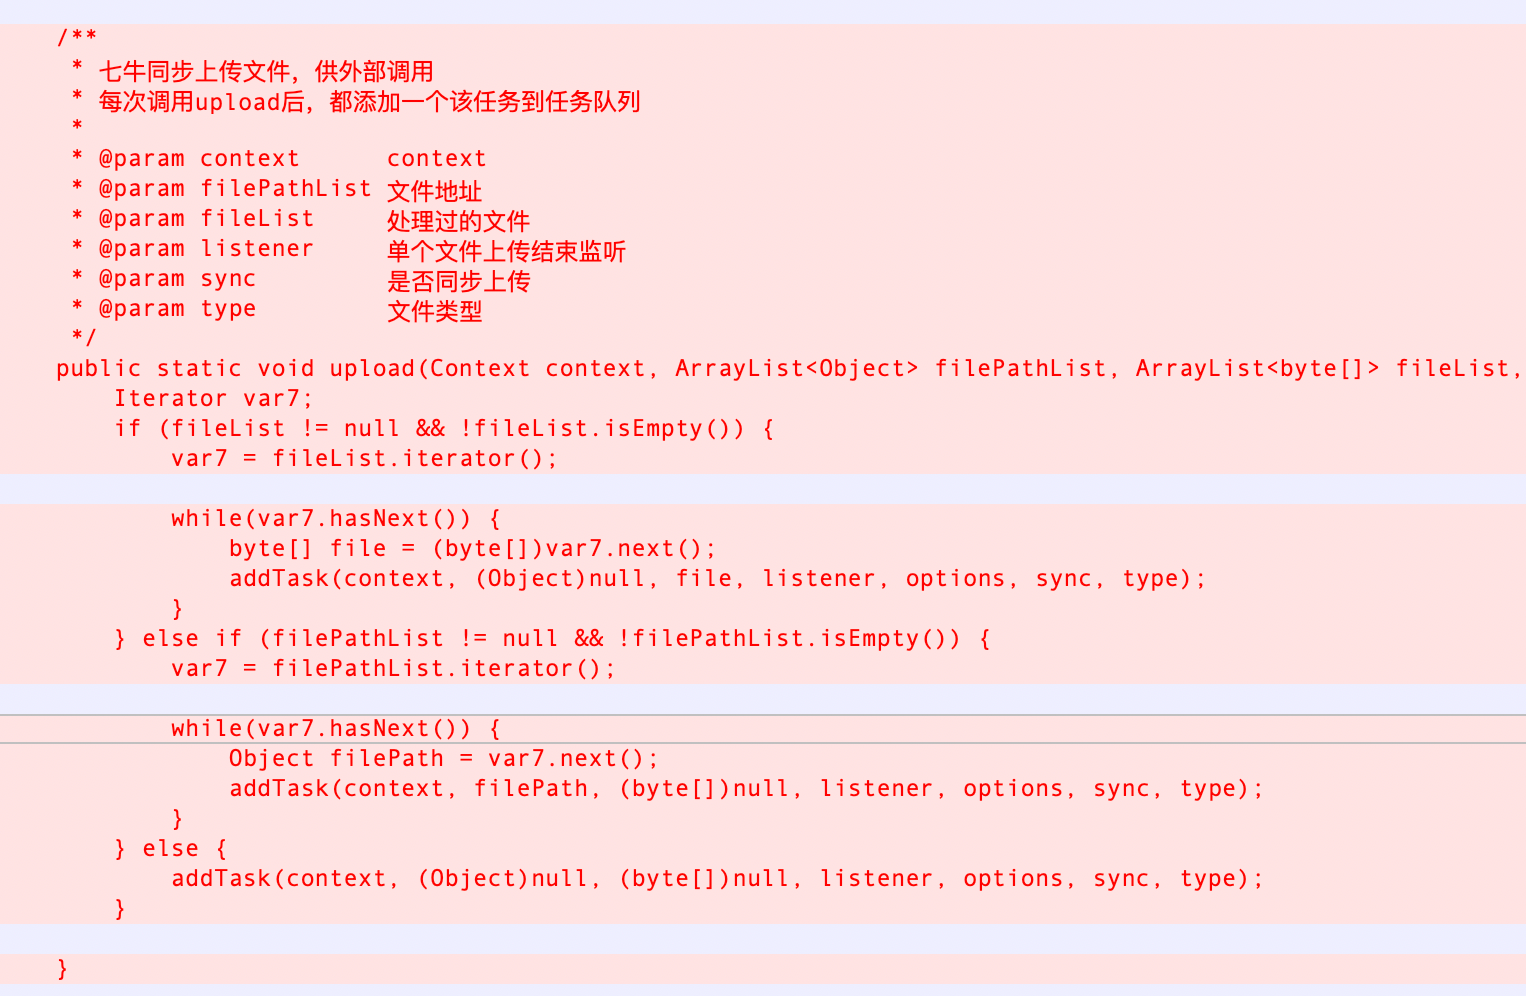 /**
 * 七牛同步上传文件，供外部调用
 * 每次调用upload后，都添加一个该任务到任务队列
 *
 * @param context      context
 * @param filePathList 文件地址
 * @param fileList     处理过的文件
 * @param listener     单个文件上传结束监听
 * @param sync         是否同步上传
 * @param type         文件类型
 */
public static void upload(Context context, ArrayList<Object> filePathList, ArrayList<byte[]> fileList,
    Iterator var7;
    if (fileList != null && !fileList.isEmpty()) {
        var7 = fileList.iterator();
        while(var7.hasNext()) {
            byte[] file = (byte[])var7.next();
            addTask(context, (Object)null, file, listener, options, sync, type);
        }
    } else if (filePathList != null && !filePathList.isEmpty()) {
        var7 = filePathList.iterator();
        while(var7.hasNext()) {
            Object filePath = var7.next();
            addTask(context, filePath, (byte[])null, listener, options, sync, type);
        }
    } else {
        addTask(context, (Object)null, (byte[])null, listener, options, sync, type);
    }
}